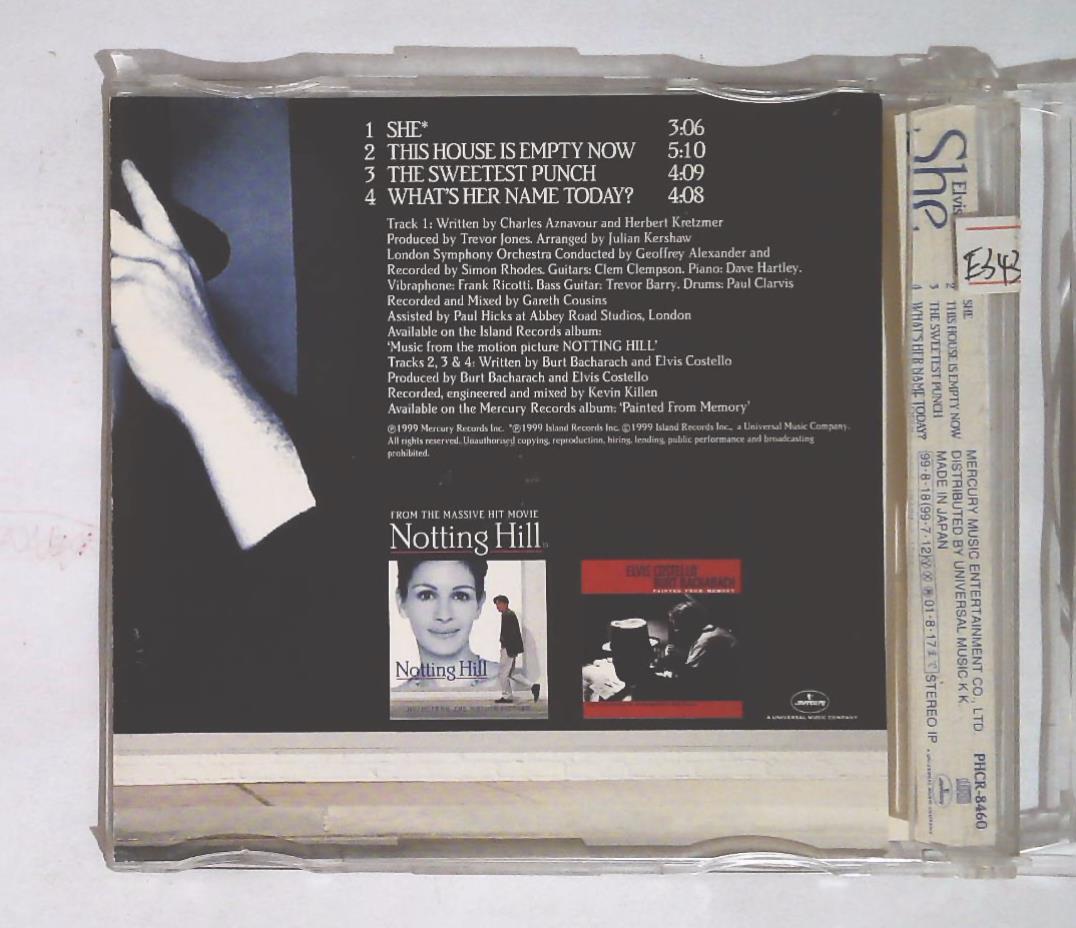 1 SHE* 3:06
2 THIS HOUSE IS EMPTY NOW 5:10
3 THE SWEETEST PUNCH 4:09
4 WHAT'S HER NAME TODAY? 4:08
Track 1: Written by Charles Aznavour and Herbert Kretzmer
Produced by Trevor Jones. Arranged by Julian Kershaw
London Symphony Orchestra Conducted by Geoffrey Alexander and
Recorded by Simon Rhodes. Guitars: Clem Clempson. Piano: Dave Hartley.
Vibraphone: Frank Ricotti. Bass Guitar: Trevor Barry. Drums: Paul Clarvis
Recorded and Mixed by Gareth Cousins
Assisted by Paul Hicks at Abbey Road Studios, London
Available on the Island Records album:
'Music from the motion picture NOTTING HILL'
Tracks 2, 3 & 4: Written by Burt Bacharach and Elvis Costello
Produced by Burt Bacharach and Elvis Costello
Recorded, engineered and mixed by Kevin Killen
Available on the Mercury Records album: 'Painted From Memory'
℗1999 Mercury Records Inc. *℗1999 Island Records Inc. ©1999 Island Records Inc., a Universal Music Company.
All rights reserved. Unauthorised copying, reproduction, hiring, lending, public performance and broadcasting
prohibited.
FROM THE MASSIVE HIT MOVIE
Notting Hill
Notting Hill
ELVIS COSTELLO
BURT BACHARACH
PAINTED FROM MEMORY
mercury
A UNIVERSAL MUSIC COMPANY
She
Elvis
E343
SHE
2 THIS HOUSE IS EMPTY NOW
3 THE SWEETEST PUNCH
4 WHAT'S HER NAME TODAY?
MERCURY MUSIC ENTERTAINMENT CO., LTD
DISTRIBUTED BY UNIVERSAL MUSIC K.K.
MADE IN JAPAN
99·8·18(99·7·12) 01·8·17 STEREO
PHCR-8460